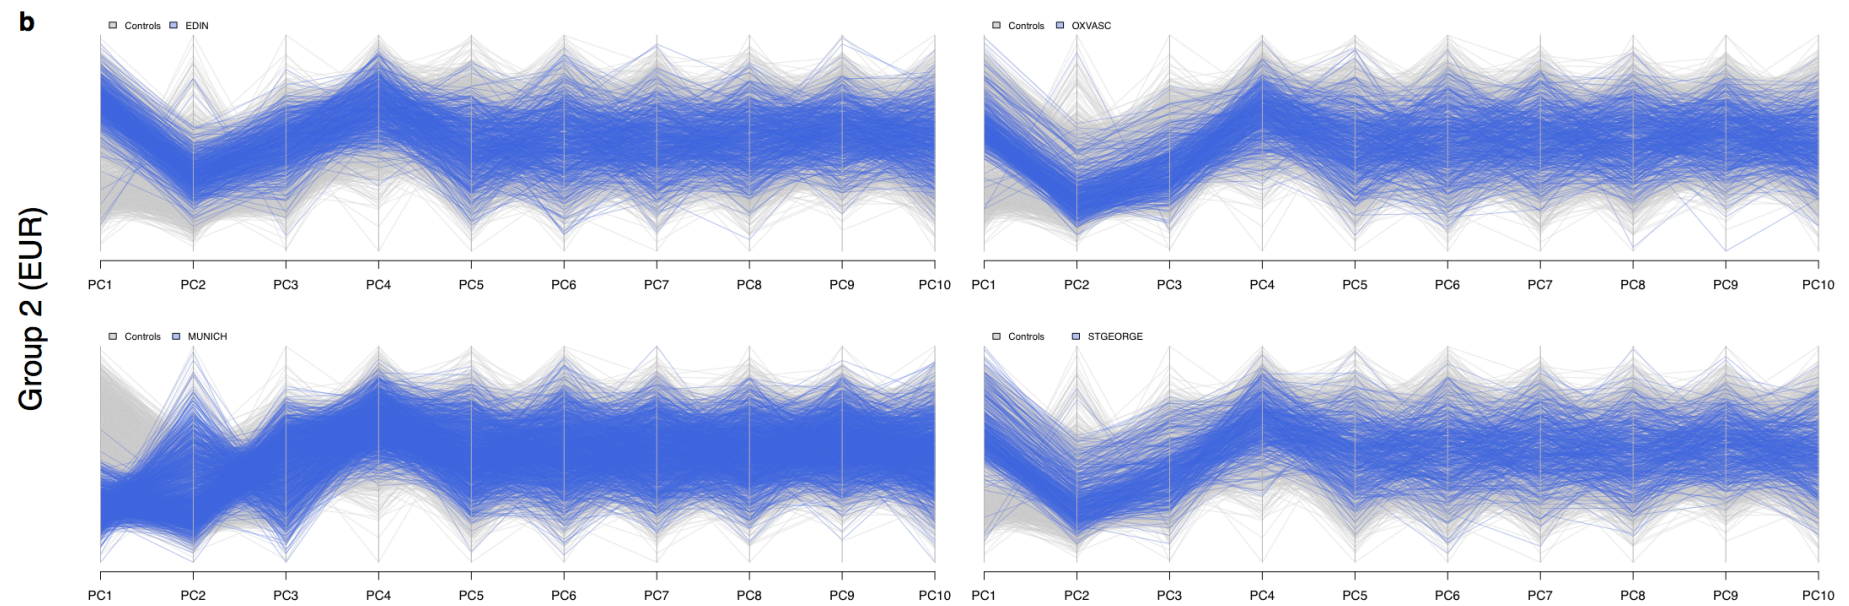 b
Controls EDIN
PC1 PC2 PC3 PC4 PC5 PC6 PC7 PC8 PC9 PC10
Controls OXVASC
PC1 PC2 PC3 PC4 PC5 PC6 PC7 PC8 PC9 PC10
Group 2 (EUR)
Controls MUNICH
PC1 PC2 PC3 PC4 PC5 PC6 PC7 PC8 PC9 PC10
Controls STGEORGE
PC1 PC2 PC3 PC4 PC5 PC6 PC7 PC8 PC9 PC10